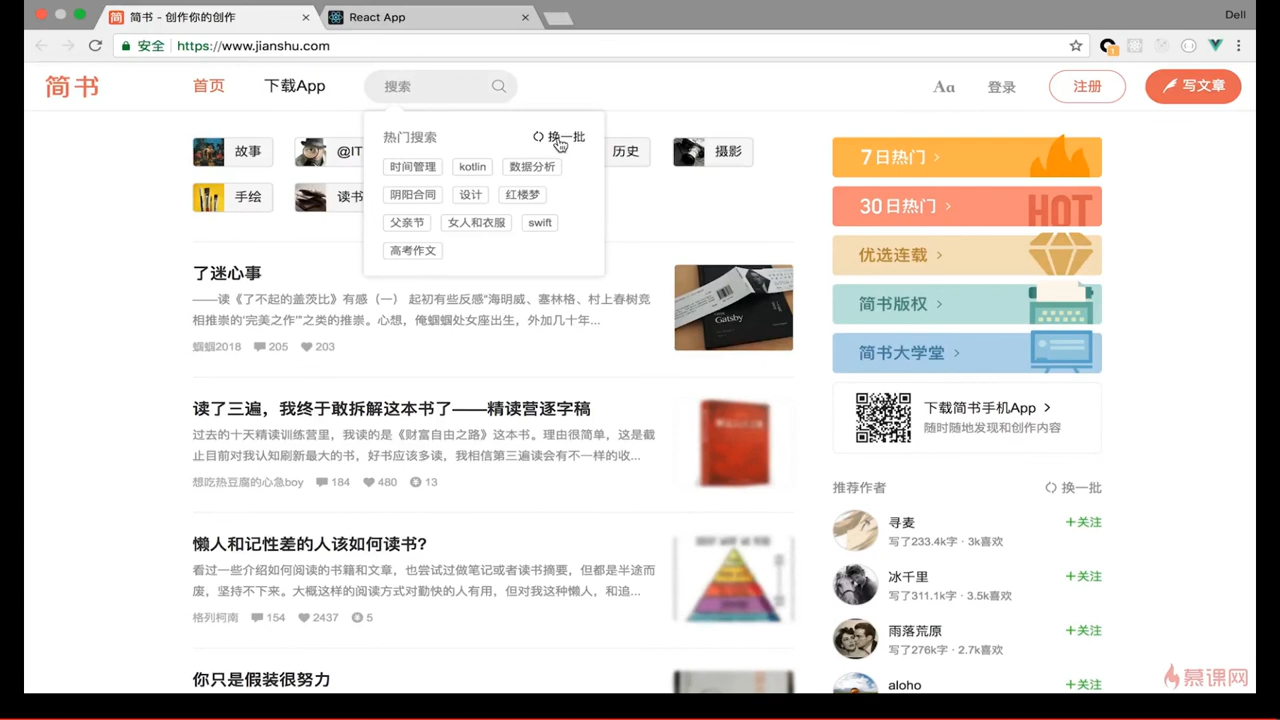 简书 - 创作你的创作
React App
Dell
安全 https://www.jianshu.com
简书
首页
下载App
搜索
Aa
登录
注册
写文章
热门搜索
换一批
时间管理
kotlin
数据分析
阴阳合同
设计
红楼梦
父亲节
女人和衣服
swift
高考作文
故事
@IT
历史
摄影
手绘
读书
了迷心事
——读《了不起的盖茨比》有感（一） 起初有些反感“海明威、塞林格、村上春树竞
相推崇的‘完美之作’”之类的推崇。心想，俺蝈蝈处女座出生，外加几十年...
蝈蝈2018 205 203
Gatsby
读了三遍，我终于敢拆解这本书了——精读营逐字稿
过去的十天精读训练营里，我读的是《财富自由之路》这本书。理由很简单，这是截
止目前对我认知刷新最大的书，好书应该多读，我相信第三遍读会有不一样的收...
想吃热豆腐的心急boy 184 480 13
懒人和记性差的人该如何读书?
看过一些介绍如何阅读的书籍和文章，也尝试过做笔记或者读书摘要，但都是半途而
废，坚持不下来。大概这样的阅读方式对勤快的人有用，但对我这种懒人，和追...
格列柯南 154 2437 5
你只是假装很努力
7日热门
30日热门
HOT
优选连载
简书版权
简书大学堂
下载简书手机App
随时随地发现和创作内容
推荐作者
换一批
寻麦
+关注
写了233.4k字 · 3k喜欢
冰千里
+关注
写了311.1k字 · 3.5k喜欢
雨落荒原
+关注
写了276k字 · 2.7k喜欢
aloho
+关注
慕课网